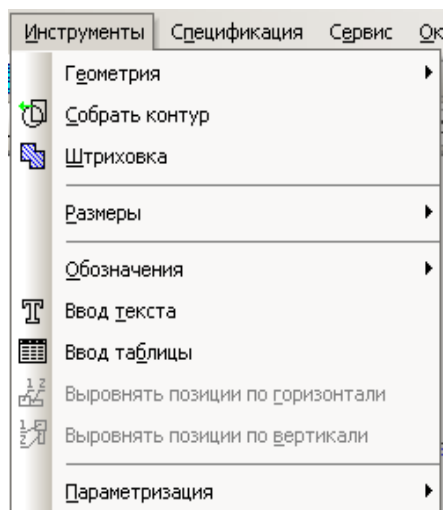 Инструменты Спецификация Сервис Ок
Геометрия
Собрать контур
Штриховка
Размеры
Обозначения
Ввод текста
Ввод таблицы
Выровнять позиции по горизонтали
Выровнять позиции по вертикали
Параметризация